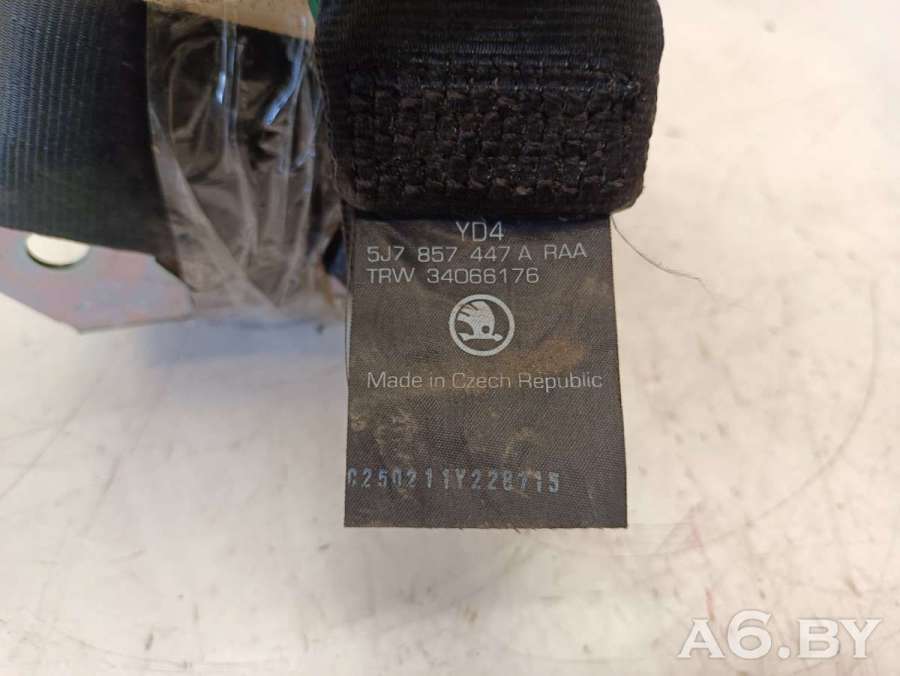 YD4
5J7 857 447 A RAA
TRW 34066176
Made in Czech Republic
C250211Y228715
A6.BY